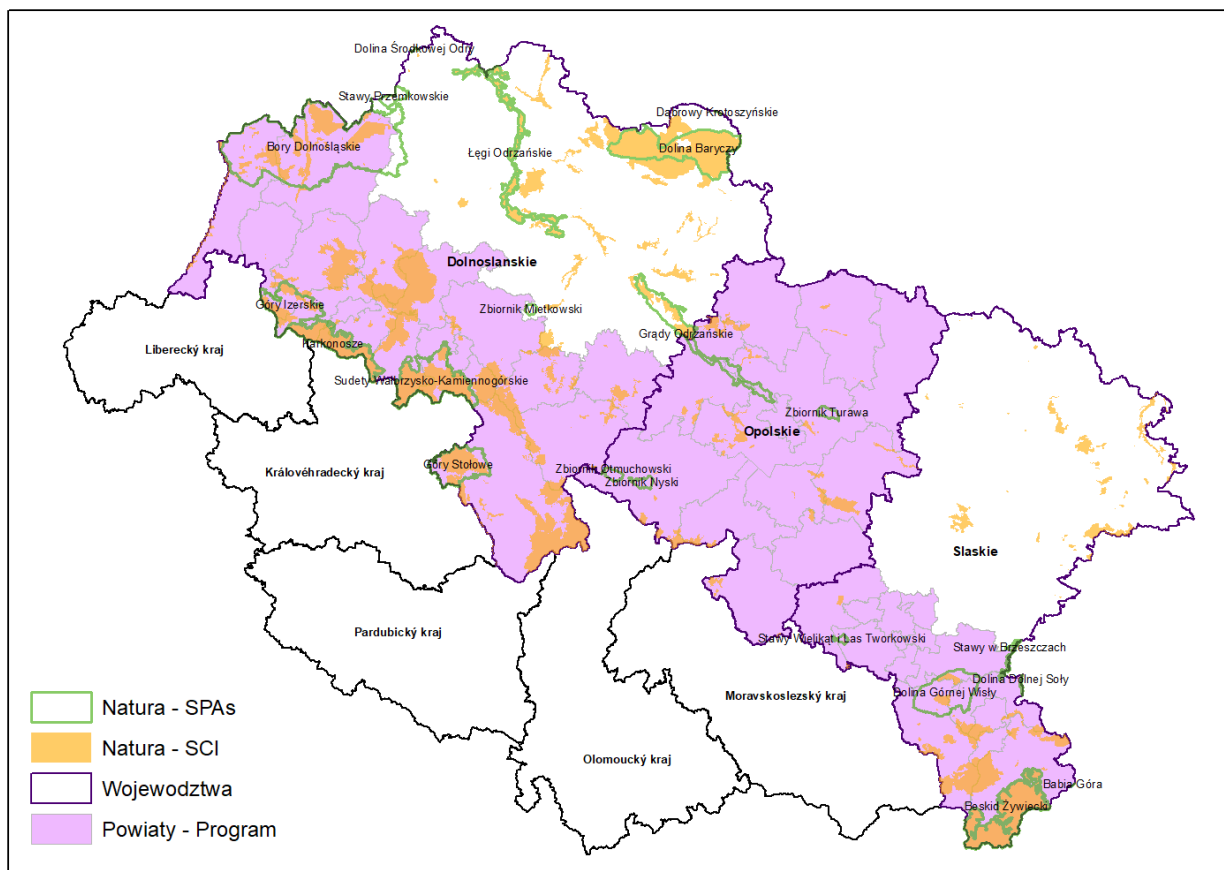 Dolina Środkowej Odry
Stawy Przemkowskie
Dąbrowy Krotoszyńskie
Bory Dolnośląskie
Łęgi Odrzańskie
Dolina Baryczy
Dolnoslanskie
Góry Izerskie
Zbiornik Mietkowski
Grądy Odrzańskie
Karkonosze
Liberecký kraj
Sudety Wałbrzysko-Kamiennogórskie
Zbiornik Turawa
Opolskie
Góry Stołowe
Královéhradecký kraj
Zbiornik Otmuchowski
Zbiornik Nyski
Slaskie
Pardubický kraj
Stawy Wielikąt i Las Tworkowski
Stawy w Brzeszczach
Dolina Dolnej Soły
Moravskoslezský kraj
Dolina Górnej Wisły
Olomoucký kraj
Babia Góra
Beskid Żywiecki
Natura - SPAs
Natura - SCI
Wojewodztwa
Powiaty - Program